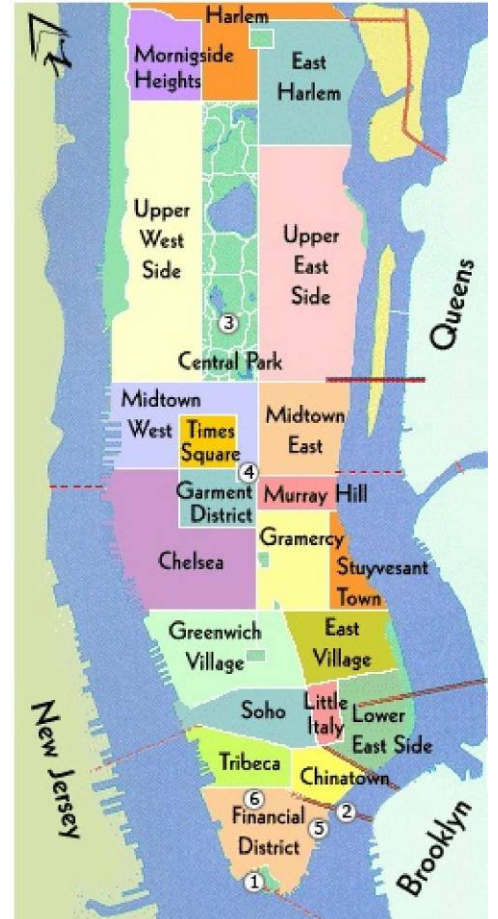 Harlem
Mornigside
Heights
East
Harlem
Upper
West
Side
Upper
East
Side
Queens
3
Central Park
Midtown
West
Times
Square
Midtown
East
4
Garment
District
Murray Hill
Gramercy
Chelsea
Stuyvesant
Town
Greenwich
Village
East
Village
Soho
Little
Italy
Lower
East Side
New Jersey
Tribeca
Chinatown
6
2
Financial
District
5
Brooklyn
1